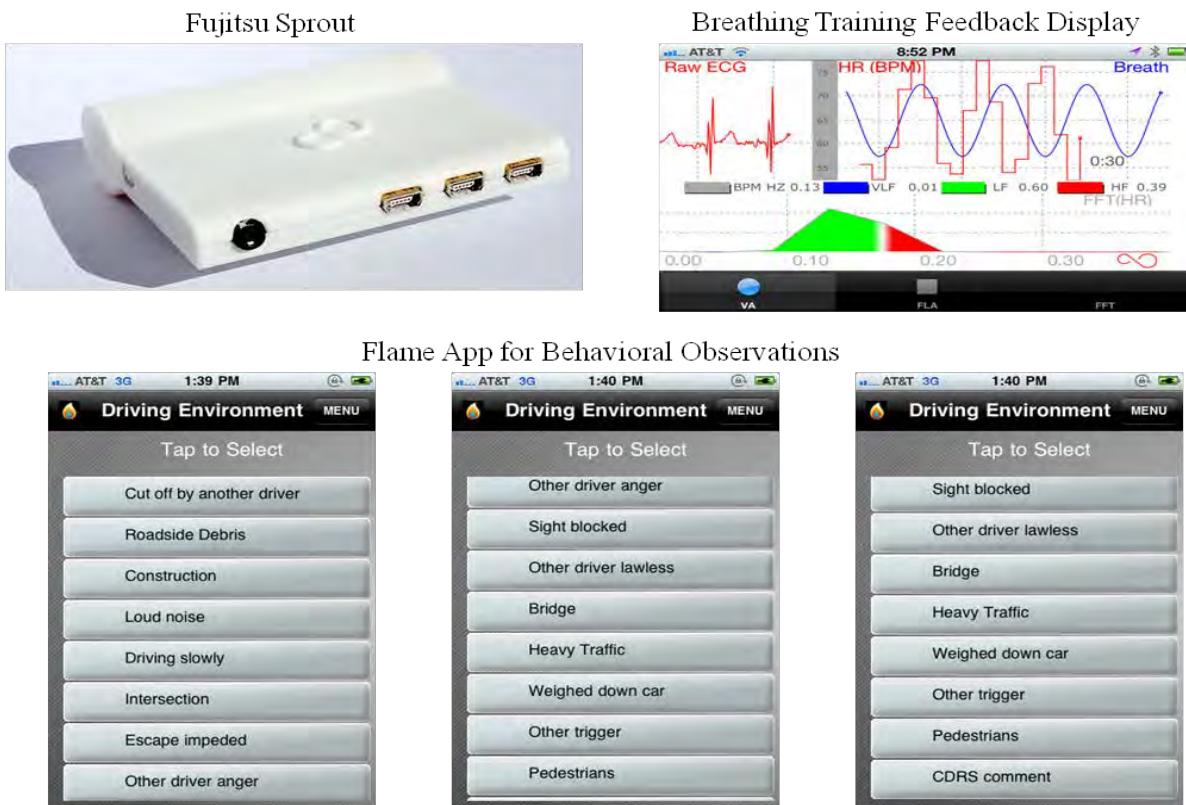 Fujitsu Sprout
Breathing Training Feedback Display
AT&T 8:52 PM
Raw ECG HR (BPM) Breath
75
70
65
60
55
0:30
BPM HZ 0.13 VLF 0.01 LF 0.60 HF 0.39
FFT(HR)
0.00 0.10 0.20 0.30
VA FLA FFT
Flame App for Behavioral Observations
AT&T 3G 1:39 PM
Driving Environment MENU
Tap to Select
Cut off by another driver
Roadside Debris
Construction
Loud noise
Driving slowly
Intersection
Escape impeded
Other driver anger
AT&T 3G 1:40 PM
Driving Environment MENU
Tap to Select
Other driver anger
Sight blocked
Other driver lawless
Bridge
Heavy Traffic
Weighed down car
Other trigger
Pedestrians
AT&T 3G 1:40 PM
Driving Environment MENU
Tap to Select
Sight blocked
Other driver lawless
Bridge
Heavy Traffic
Weighed down car
Other trigger
Pedestrians
CDRS comment